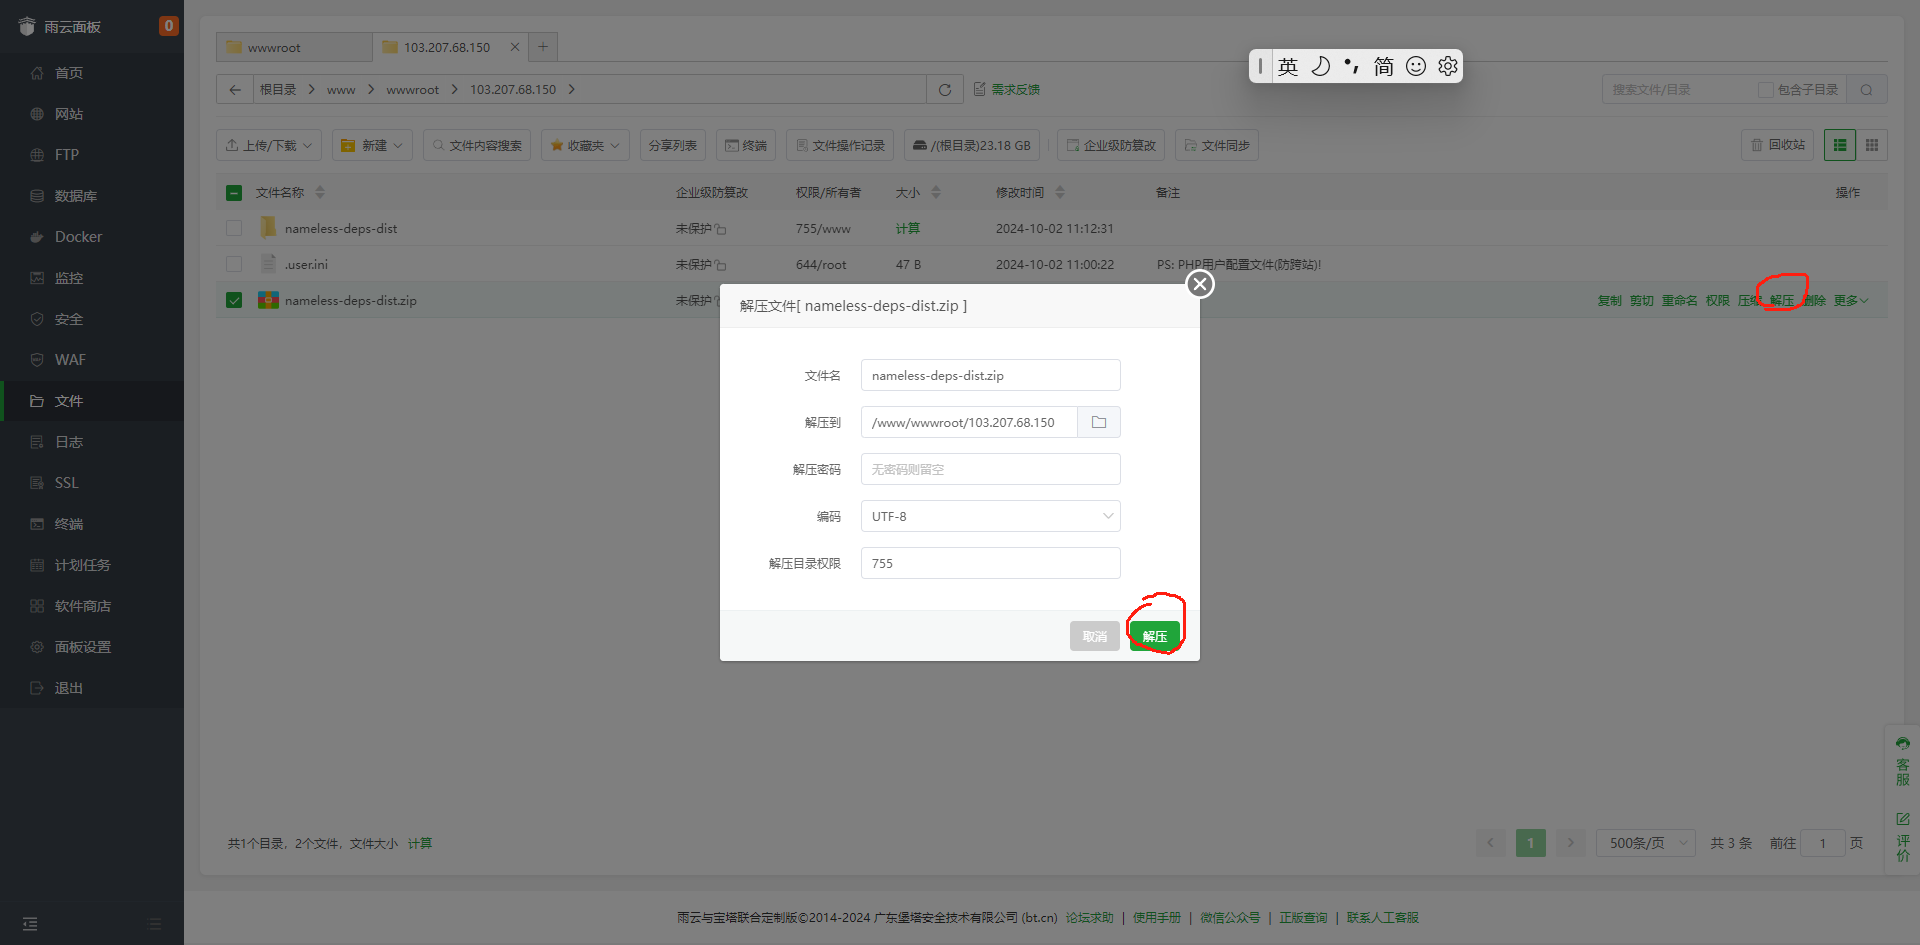 雨云面板 0
首页
网站
FTP
数据库
Docker
监控
安全
WAF
文件
日志
SSL
终端
计划任务
软件商店
面板设置
退出
wwwroot 103.207.68.150
根目录 www wwwroot 103.207.68.150 需求反馈
搜索文件/目录 包含子目录
英 简
上传/下载 新建 文件内容搜索 收藏夹 分享列表 终端 文件操作记录 /(根目录)23.18 GB 企业级防篡改 文件同步 回收站
文件名称 企业级防篡改 权限/所有者 大小 修改时间 备注 操作
nameless-deps-dist 未保护 755/www 计算 2024-10-02 11:12:31
.user.ini 未保护 644/root 47 B 2024-10-02 11:00:22 PS: PHP用户配置文件(防跨站)!
nameless-deps-dist.zip 未保护 复制 剪切 重命名 权限 压缩 解压 删除 更多
解压文件[ nameless-deps-dist.zip ]
文件名 nameless-deps-dist.zip
解压到 /www/wwwroot/103.207.68.150
解压密码 无密码则留空
编码 UTF-8
解压目录权限 755
取消 解压
客服
评价
共1个目录，2个文件，文件大小 计算
1 500条/页 共 3 条 前往 1 页
雨云与宝塔联合定制版©2014-2024 广东堡塔安全技术有限公司 (bt.cn) 论坛求助 | 使用手册 | 微信公众号 | 正版查询 | 联系人工客服